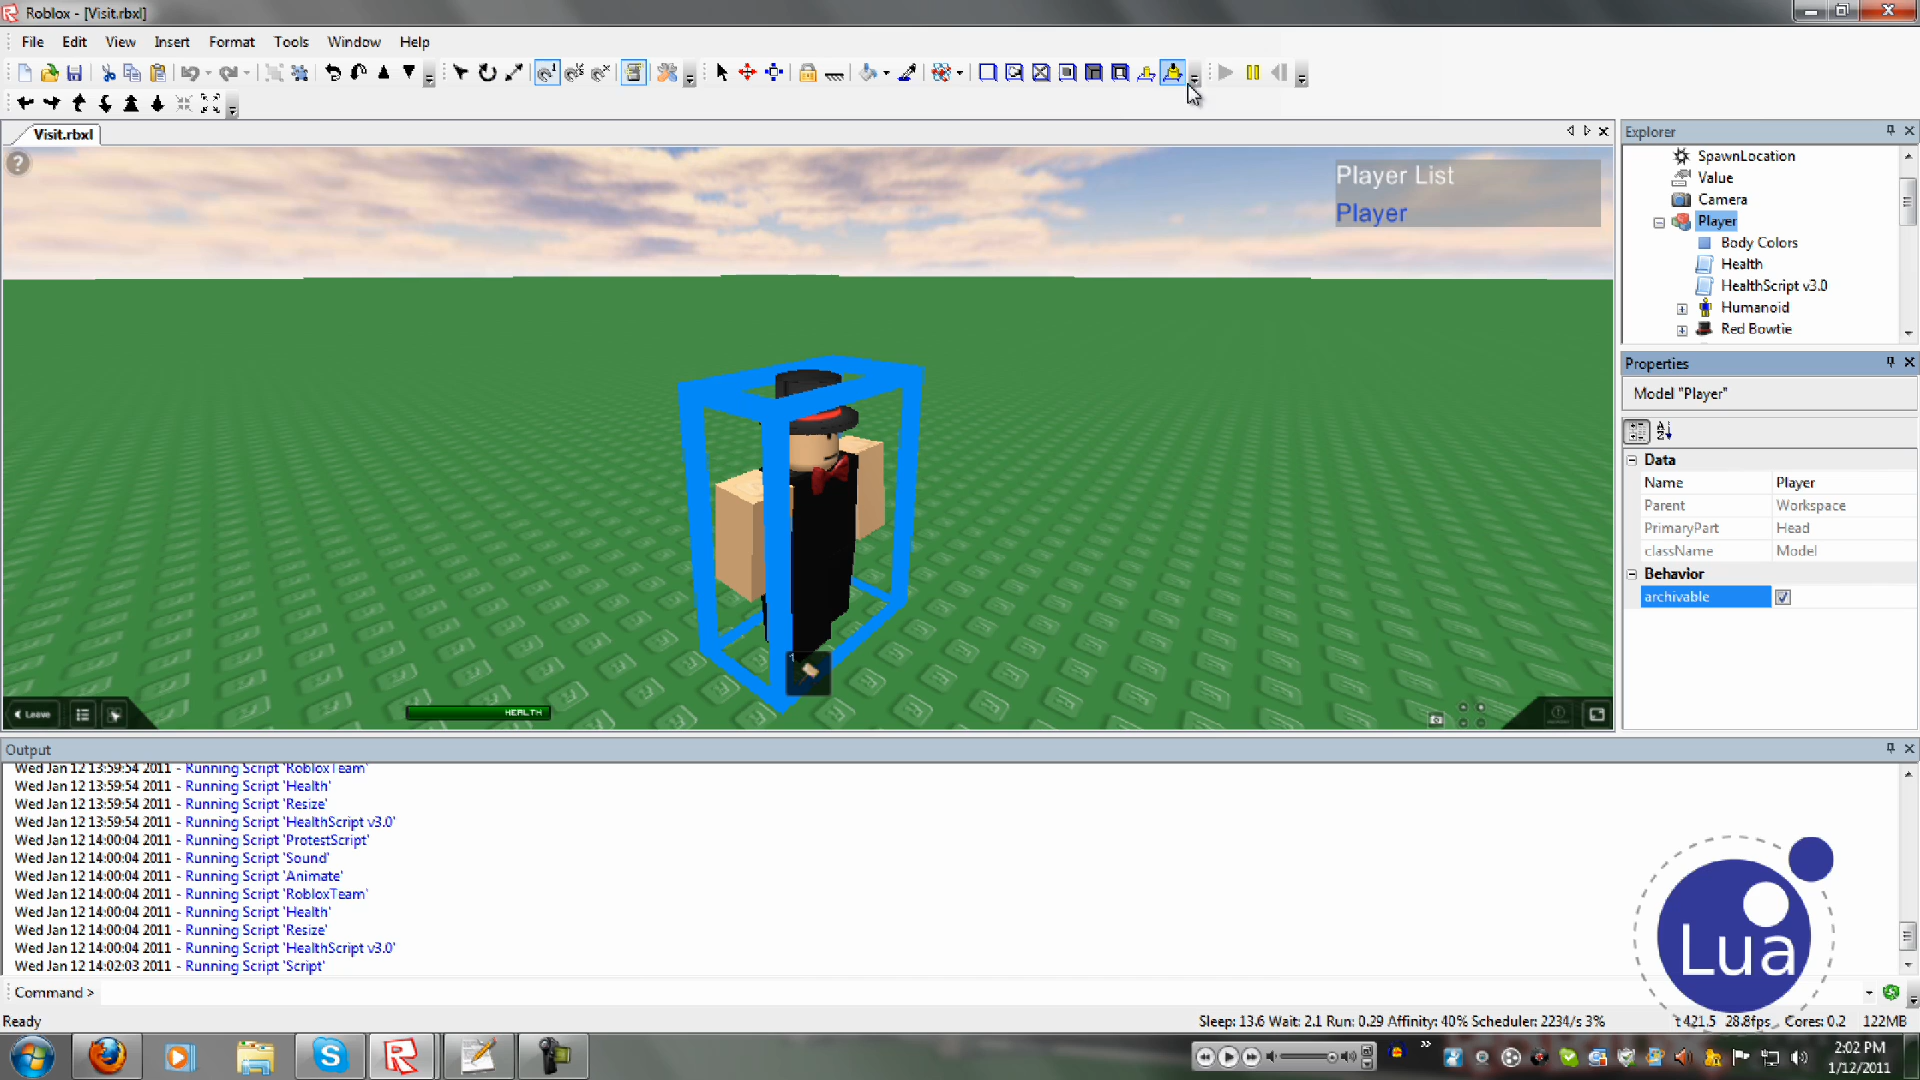 Roblox - [Visit.rbxl]
File Edit View Insert Format Tools Window Help
Visit.rbxl
Player List
Player
Leave
HEALTH
1
Explorer
SpawnLocation
Value
Camera
Player
Body Colors
Health
HealthScript v3.0
Humanoid
Red Bowtie
Properties
Model "Player"
Data
Name Player
Parent Workspace
PrimaryPart Head
className Model
Behavior
archivable
Output
Wed Jan 12 13:59:54 2011 - Running Script 'RobloxTeam'
Wed Jan 12 13:59:54 2011 - Running Script 'Health'
Wed Jan 12 13:59:54 2011 - Running Script 'Resize'
Wed Jan 12 13:59:54 2011 - Running Script 'HealthScript v3.0'
Wed Jan 12 14:00:04 2011 - Running Script 'ProtestScript'
Wed Jan 12 14:00:04 2011 - Running Script 'Sound'
Wed Jan 12 14:00:04 2011 - Running Script 'Animate'
Wed Jan 12 14:00:04 2011 - Running Script 'RobloxTeam'
Wed Jan 12 14:00:04 2011 - Running Script 'Health'
Wed Jan 12 14:00:04 2011 - Running Script 'Resize'
Wed Jan 12 14:00:04 2011 - Running Script 'HealthScript v3.0'
Wed Jan 12 14:02:03 2011 - Running Script 'Script'
Lua
Command >
Ready
Sleep: 13.6 Wait: 2.1 Run: 0.29 Affinity: 40% Scheduler: 2234/s 3% t 421.5 28.8fps Cores: 0.2 122MB
2:02 PM
1/12/2011